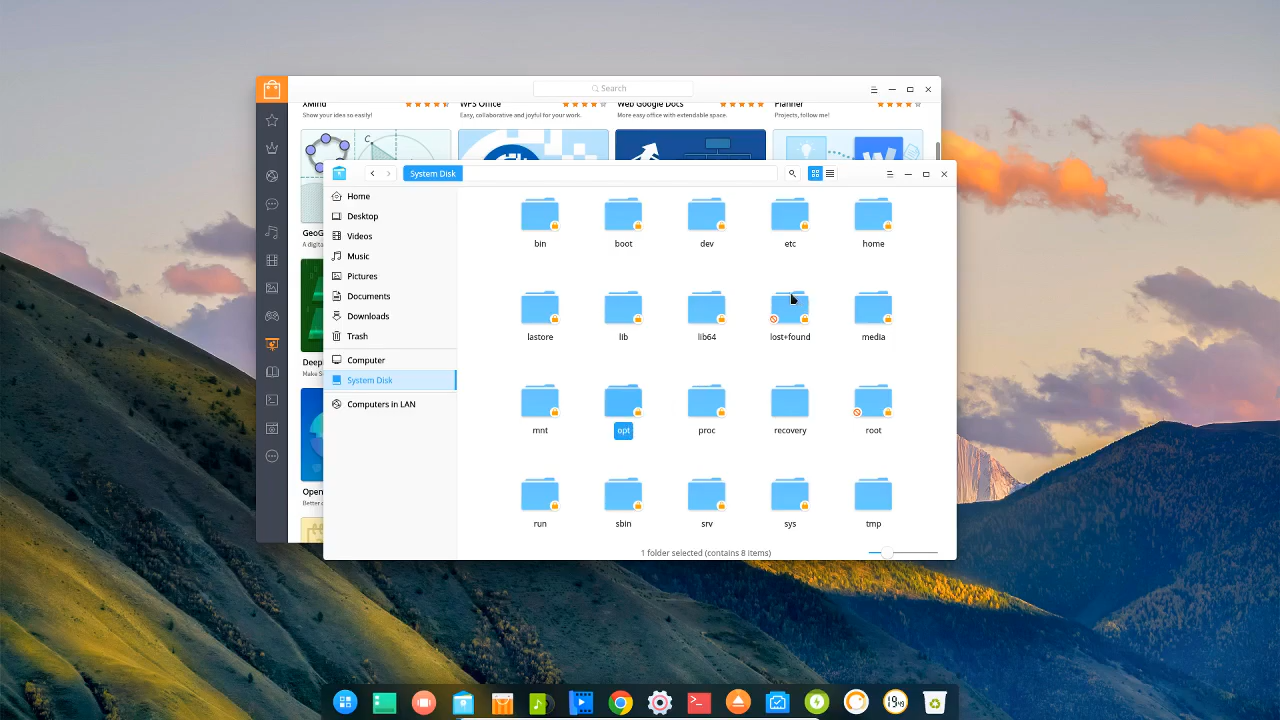 Search
XMind
WPS Office
Web Google Docs
Planner
Show your idea so easily!
Easy, collaborative and joyful for your work.
More easy office with extendable space.
Projects, follow me!
System Disk
Home
Desktop
Videos
Music
Pictures
Documents
Downloads
Trash
Computer
System Disk
Computers in LAN
bin
boot
dev
etc
home
lastore
lib
lib64
lost+found
media
mnt
opt
proc
recovery
root
run
sbin
srv
sys
tmp
1 folder selected (contains 8 items)
GeoG
A digita
Deep
Make S
Open
Better o